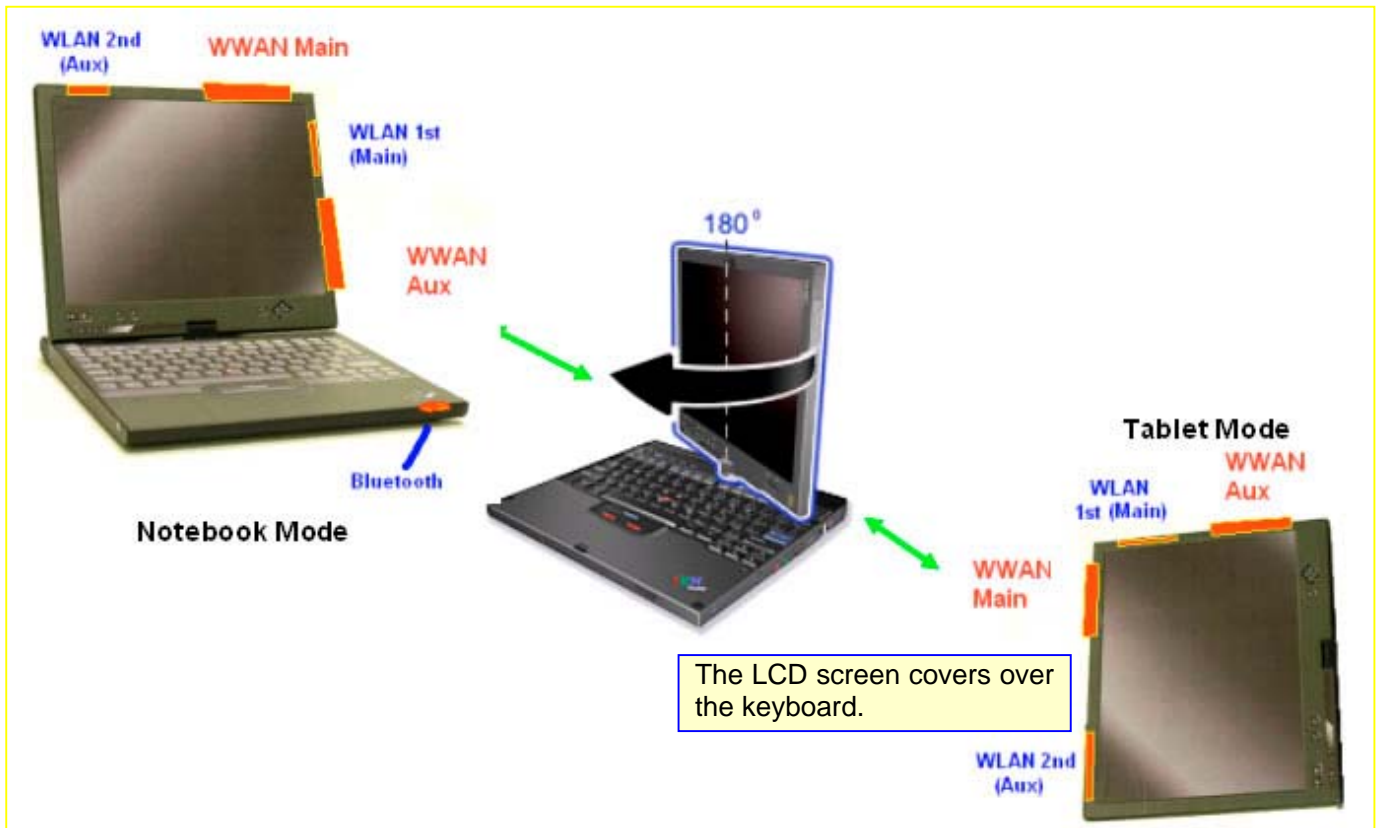 WLAN 2nd
(Aux)
WWAN Main
WLAN 1st
(Main)
WWAN
Aux
Bluetooth
Notebook Mode
180°
Tablet Mode
WWAN
Aux
WLAN
1st (Main)
WWAN
Main
The LCD screen covers over
the keyboard.
WLAN 2nd
(Aux)